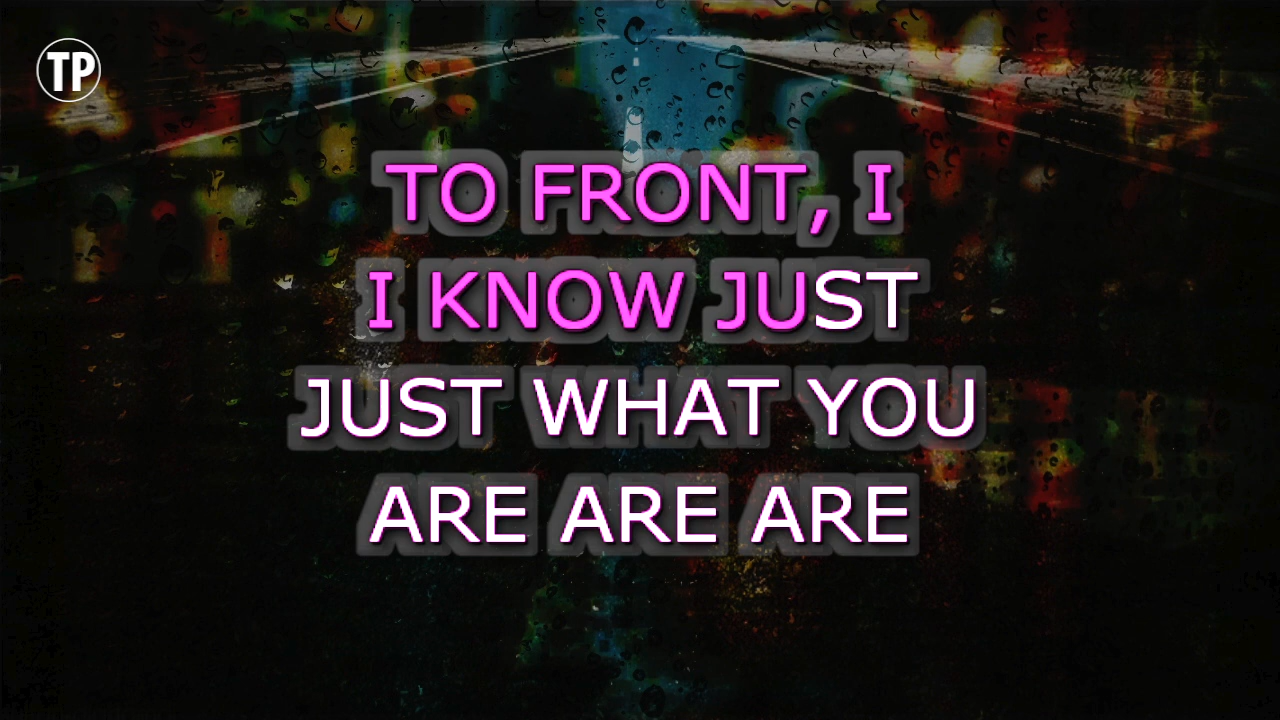 TP
TO FRONT, I
I KNOW JUST
JUST WHAT YOU
ARE ARE ARE